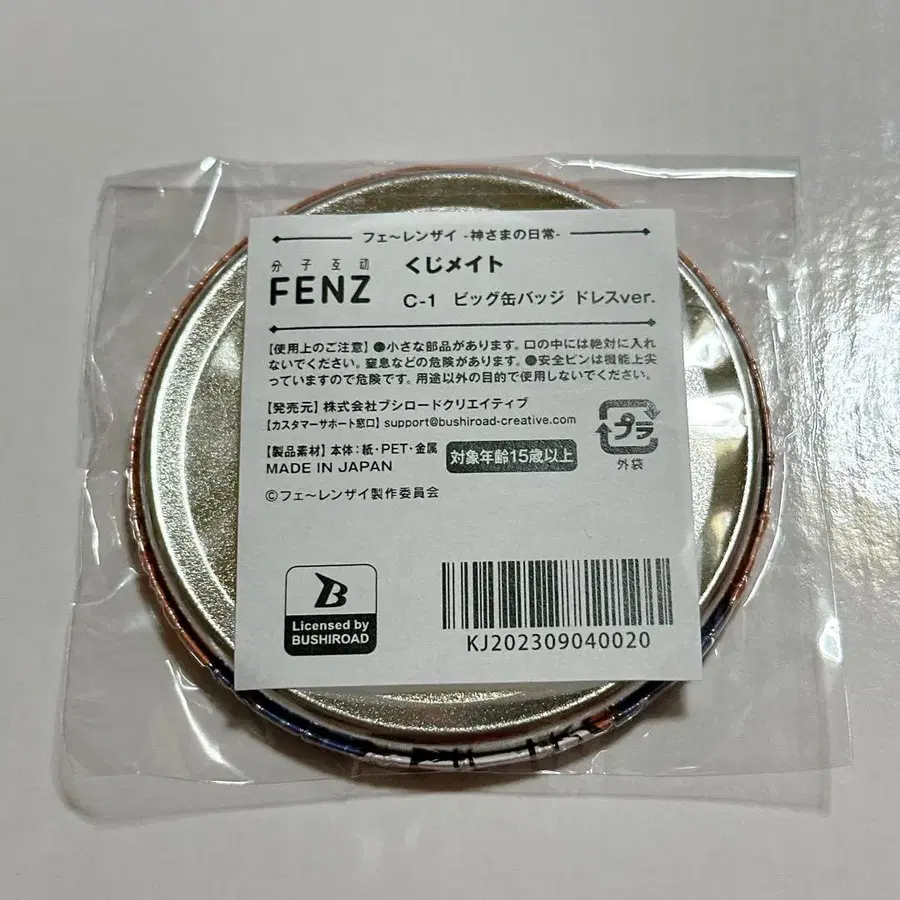 フェ〜レンザイ -神さまの日常-
分子互动
FENZ
くじメイト
C-1 ビッグ缶バッジ ドレスver.
【使用上のご注意】●小さな部品があります。口の中には絶対に入れ
ないでください。窒息などの危険があります。●安全ピンは機能上尖
っていますので危険です。用途以外の目的で使用しないでください。
【発売元】株式会社ブシロードクリエイティブ
【カスタマーサポート窓口】support@bushiroad-creative.com
【製品素材】本体:紙・PET・金属
MADE IN JAPAN
対象年齢15歳以上
プラ
外袋
©フェ〜レンザイ製作委員会
B
Licensed by
BUSHIROAD
KJ202309040020